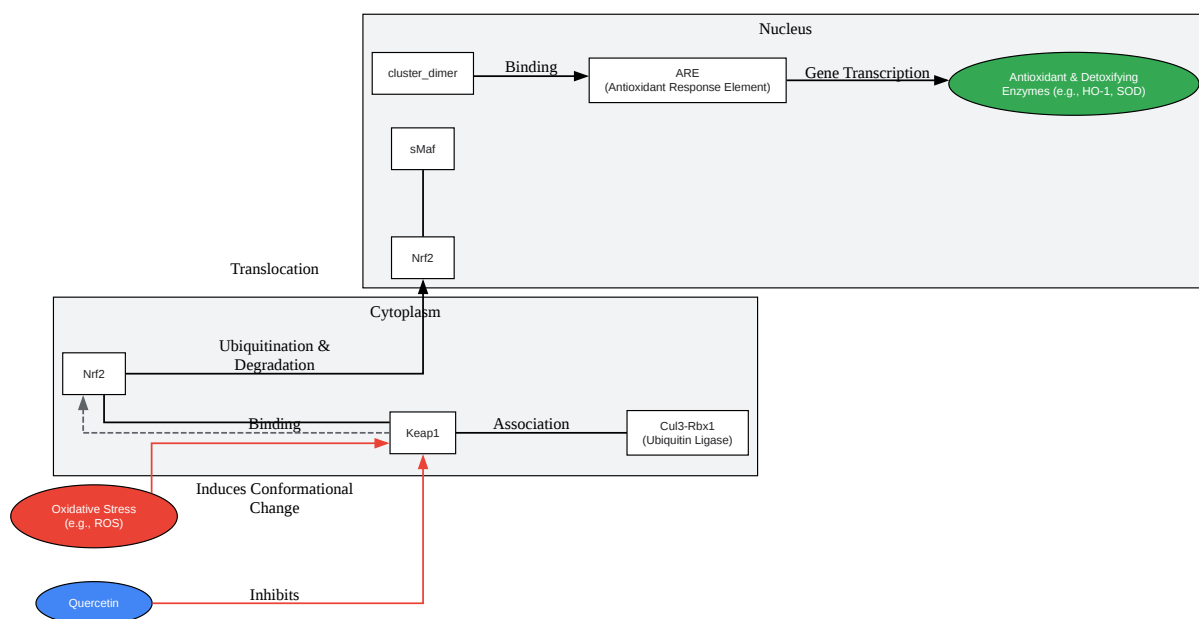 Nucleus
cluster_dimer
Binding
ARE
(Antioxidant Response Element)
Gene Transcription
Antioxidant & Detoxifying
Enzymes (e.g., HO-1, SOD)
sMaf
Nrf2
Translocation
Cytoplasm
Ubiquitination &
Degradation
Nrf2
Binding
Keap1
Association
Cul3-Rbx1
(Ubiquitin Ligase)
Induces Conformational
Change
Oxidative Stress
(e.g., ROS)
Quercetin
Inhibits